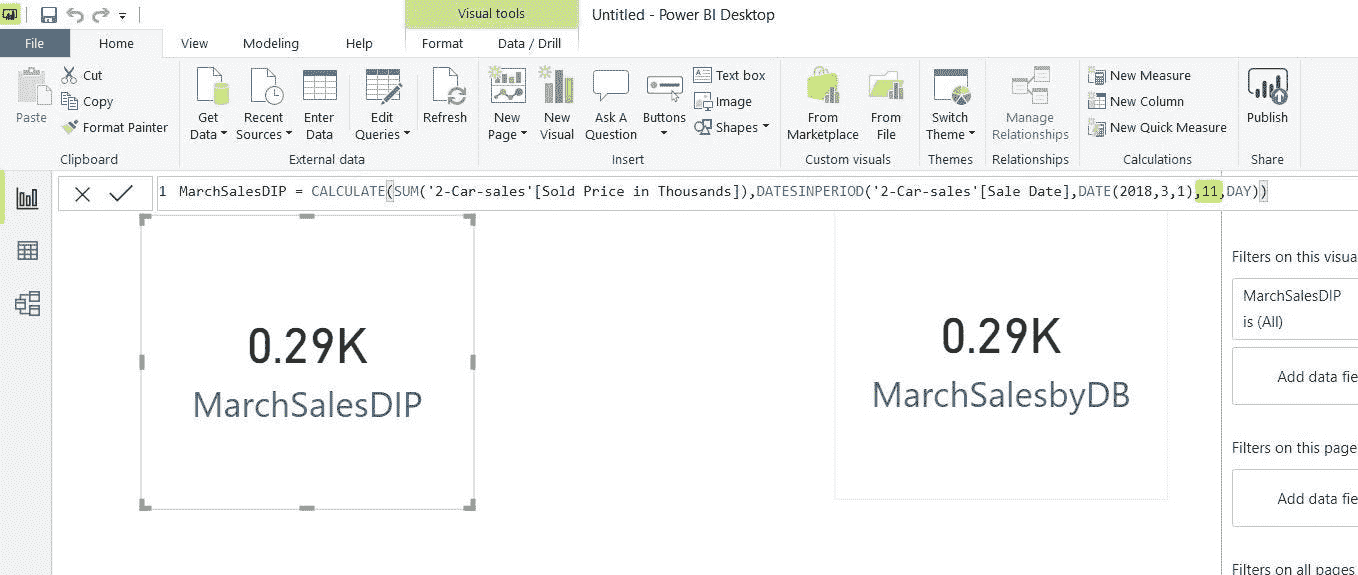 Visual tools
Untitled - Power BI Desktop
File Home View Modeling Help Format Data / Drill
Paste
Cut
Copy
Format Painter
Clipboard
Get Data
Recent Sources
Enter Data
Edit Queries
Refresh
External data
New Page
New Visual
Ask A Question
Buttons
Text box
Image
Shapes
Insert
From Marketplace
From File
Custom visuals
Switch Theme
Themes
Manage Relationships
Relationships
New Measure
New Column
New Quick Measure
Calculations
Publish
Share
1 MarchSalesDIP = CALCULATE(SUM('2-Car-sales'[Sold Price in Thousands]),DATESINPERIOD('2-Car-sales'[Sale Date],DATE(2018,3,1),11,DAY))
0.29K
MarchSalesDIP
0.29K
MarchSalesbyDB
Filters on this visua
MarchSalesDIP
is (All)
Add data fie
Filters on this page
Add data fie
Filters on all pages